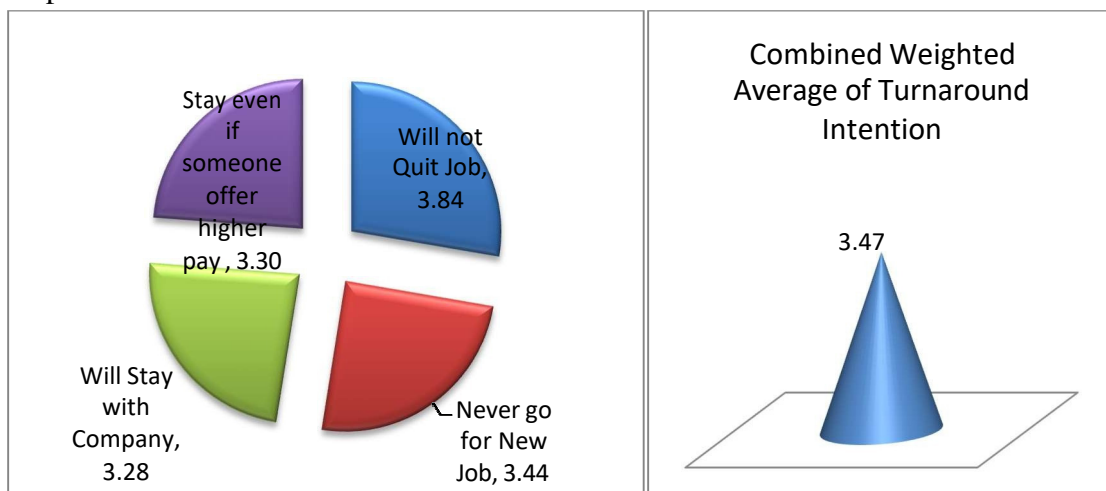 Stay even
if
someone
offer
higher
pay , 3.30
Will not
Quit Job,
3.84
Will Stay
with
Company,
3.28
Never go
for New
Job, 3.44
Combined Weighted
Average of Turnaround
Intention
3.47